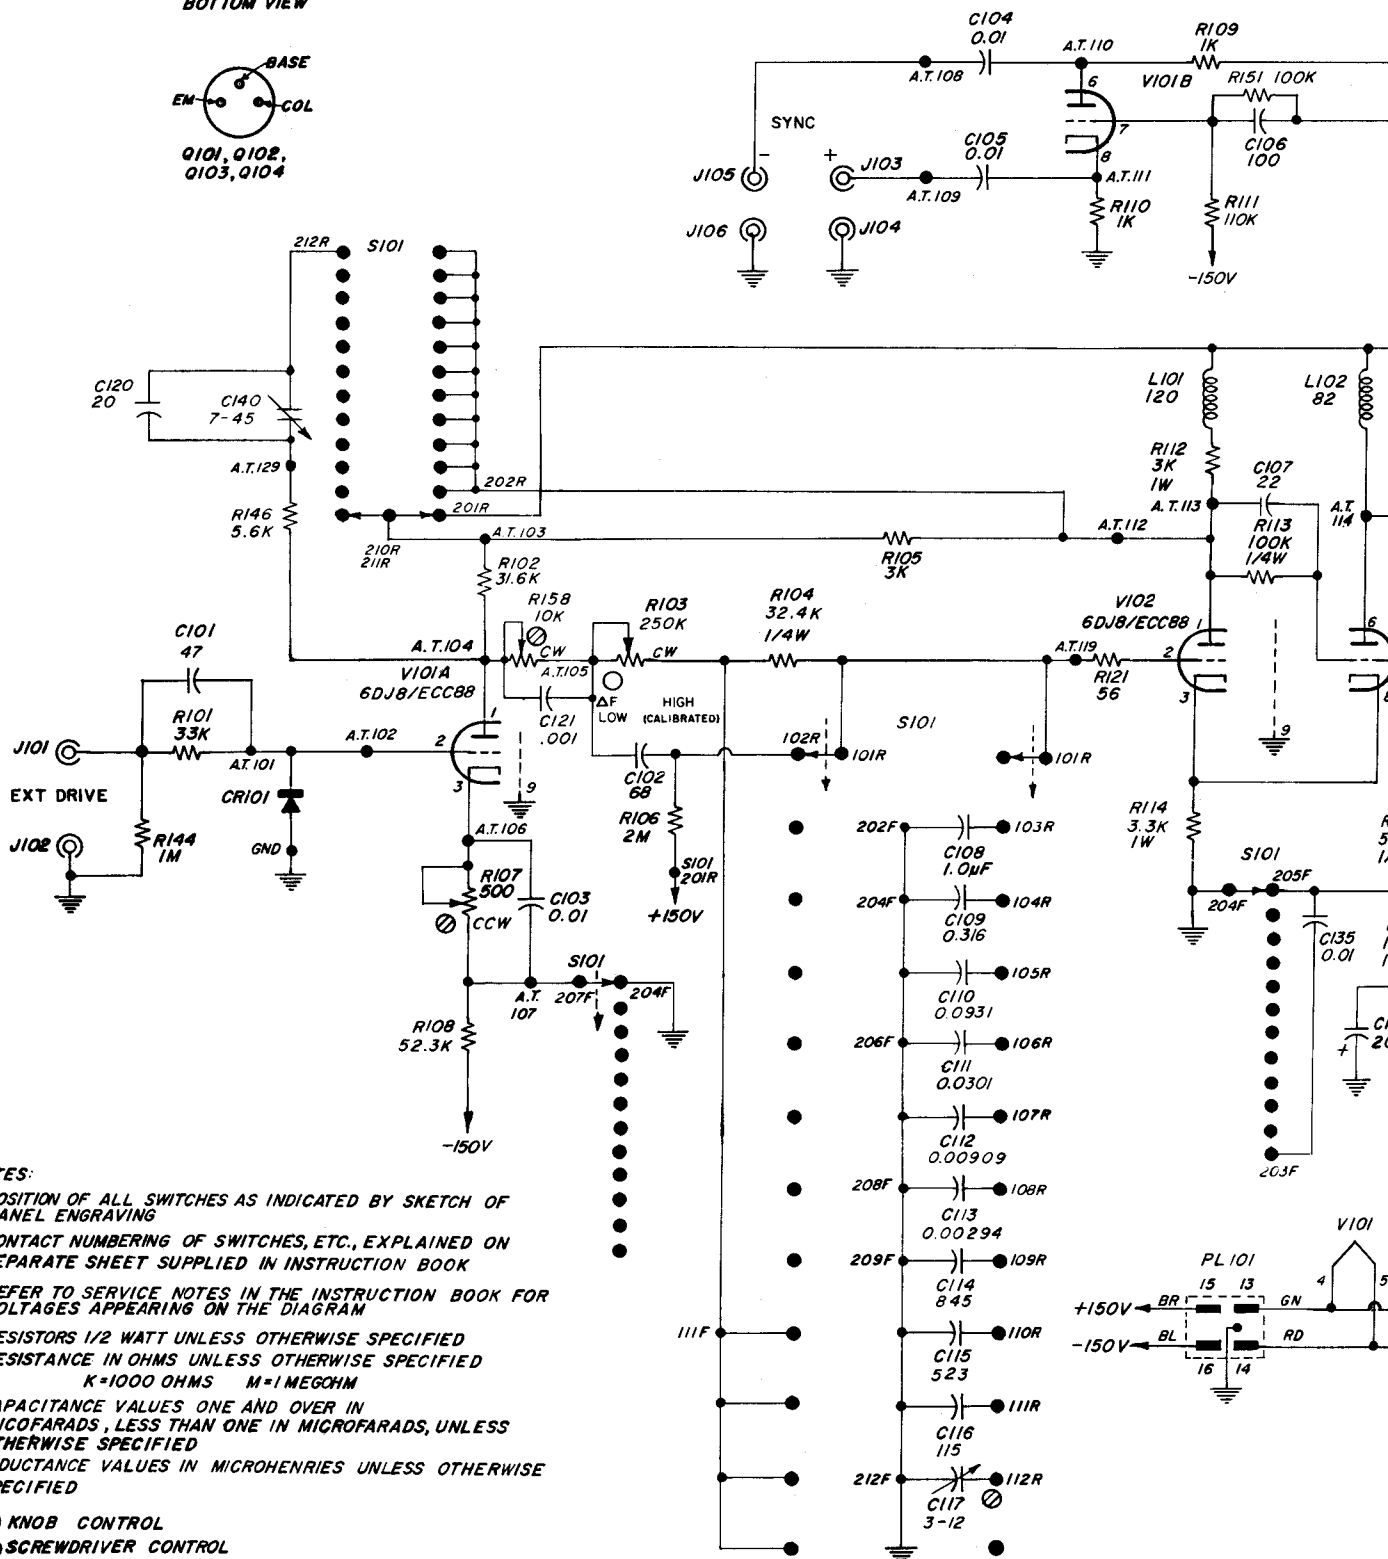 BOTTOM VIEW
BASE
EM
COL
Q101, Q102,
Q103, Q104
C104
0.01
A.T.108
A.T.110
R109
1K
V101B
R151 100K
6
7
8
C106
100
SYNC
-
+
J105
J103
C105
0.01
A.T.109
A.T.111
R110
1K
R111
110K
-150V
J106
J104
212R
S101
C120
20
C140
7-45
A.T.129
R146
5.6K
202R
201R
210R
211R
A.T.103
R102
31.6K
R105
3K
A.T.112
L101
120
L102
82
R112
3K
1W
A.T.113
C107
22
R113
100K
1/4W
A.T.
114
R158
10K
CW
R103
250K
CW
R104
32.4K
1/4W
A.T.104
A.T.105
V101A
6DJ8/ECC88
C121
.001
ΔF
LOW
HIGH
(CALIBRATED)
A.T.119
R121
56
V102
6DJ8/ECC88
1
2
3
9
6
8
C101
47
R101
33K
J101
A.T.101
A.T.102
EXT DRIVE
CR101
J102
R144
1M
GND
1
2
3
9
A.T.106
R107
500
CCW
C103
0.01
C102
68
R106
2M
S101
201R
+150V
102R
101R
S101
101R
S101
A.T.
107
207F
204F
R108
52.3K
-150V
202F
C108
1.0µF
103R
204F
C109
0.316
104R
C110
0.0931
105R
206F
C111
0.0301
106R
C112
0.00909
107R
208F
C113
0.00294
108R
209F
C114
845
109R
111F
C115
523
110R
C116
115
111R
212F
C117
3-12
112R
R114
3.3K
1W
S101
204F
205F
C135
0.01
203F
+
V101
4
5
PL101
15
13
+150V
BR
GN
-150V
BL
RD
16
14
TES:
OSITION OF ALL SWITCHES AS INDICATED BY SKETCH OF
ANEL ENGRAVING
ONTACT NUMBERING OF SWITCHES, ETC., EXPLAINED ON
EPARATE SHEET SUPPLIED IN INSTRUCTION BOOK
EFER TO SERVICE NOTES IN THE INSTRUCTION BOOK FOR
OLTAGES APPEARING ON THE DIAGRAM
ESISTORS 1/2 WATT UNLESS OTHERWISE SPECIFIED
ESISTANCE IN OHMS UNLESS OTHERWISE SPECIFIED
K=1000 OHMS M=1 MEGOHM
APACITANCE VALUES ONE AND OVER IN
ICOFARADS, LESS THAN ONE IN MICROFARADS, UNLESS
THERWISE SPECIFIED
DUCTANCE VALUES IN MICROHENRIES UNLESS OTHERWISE
PECIFIED
KNOB CONTROL
SCREWDRIVER CONTROL